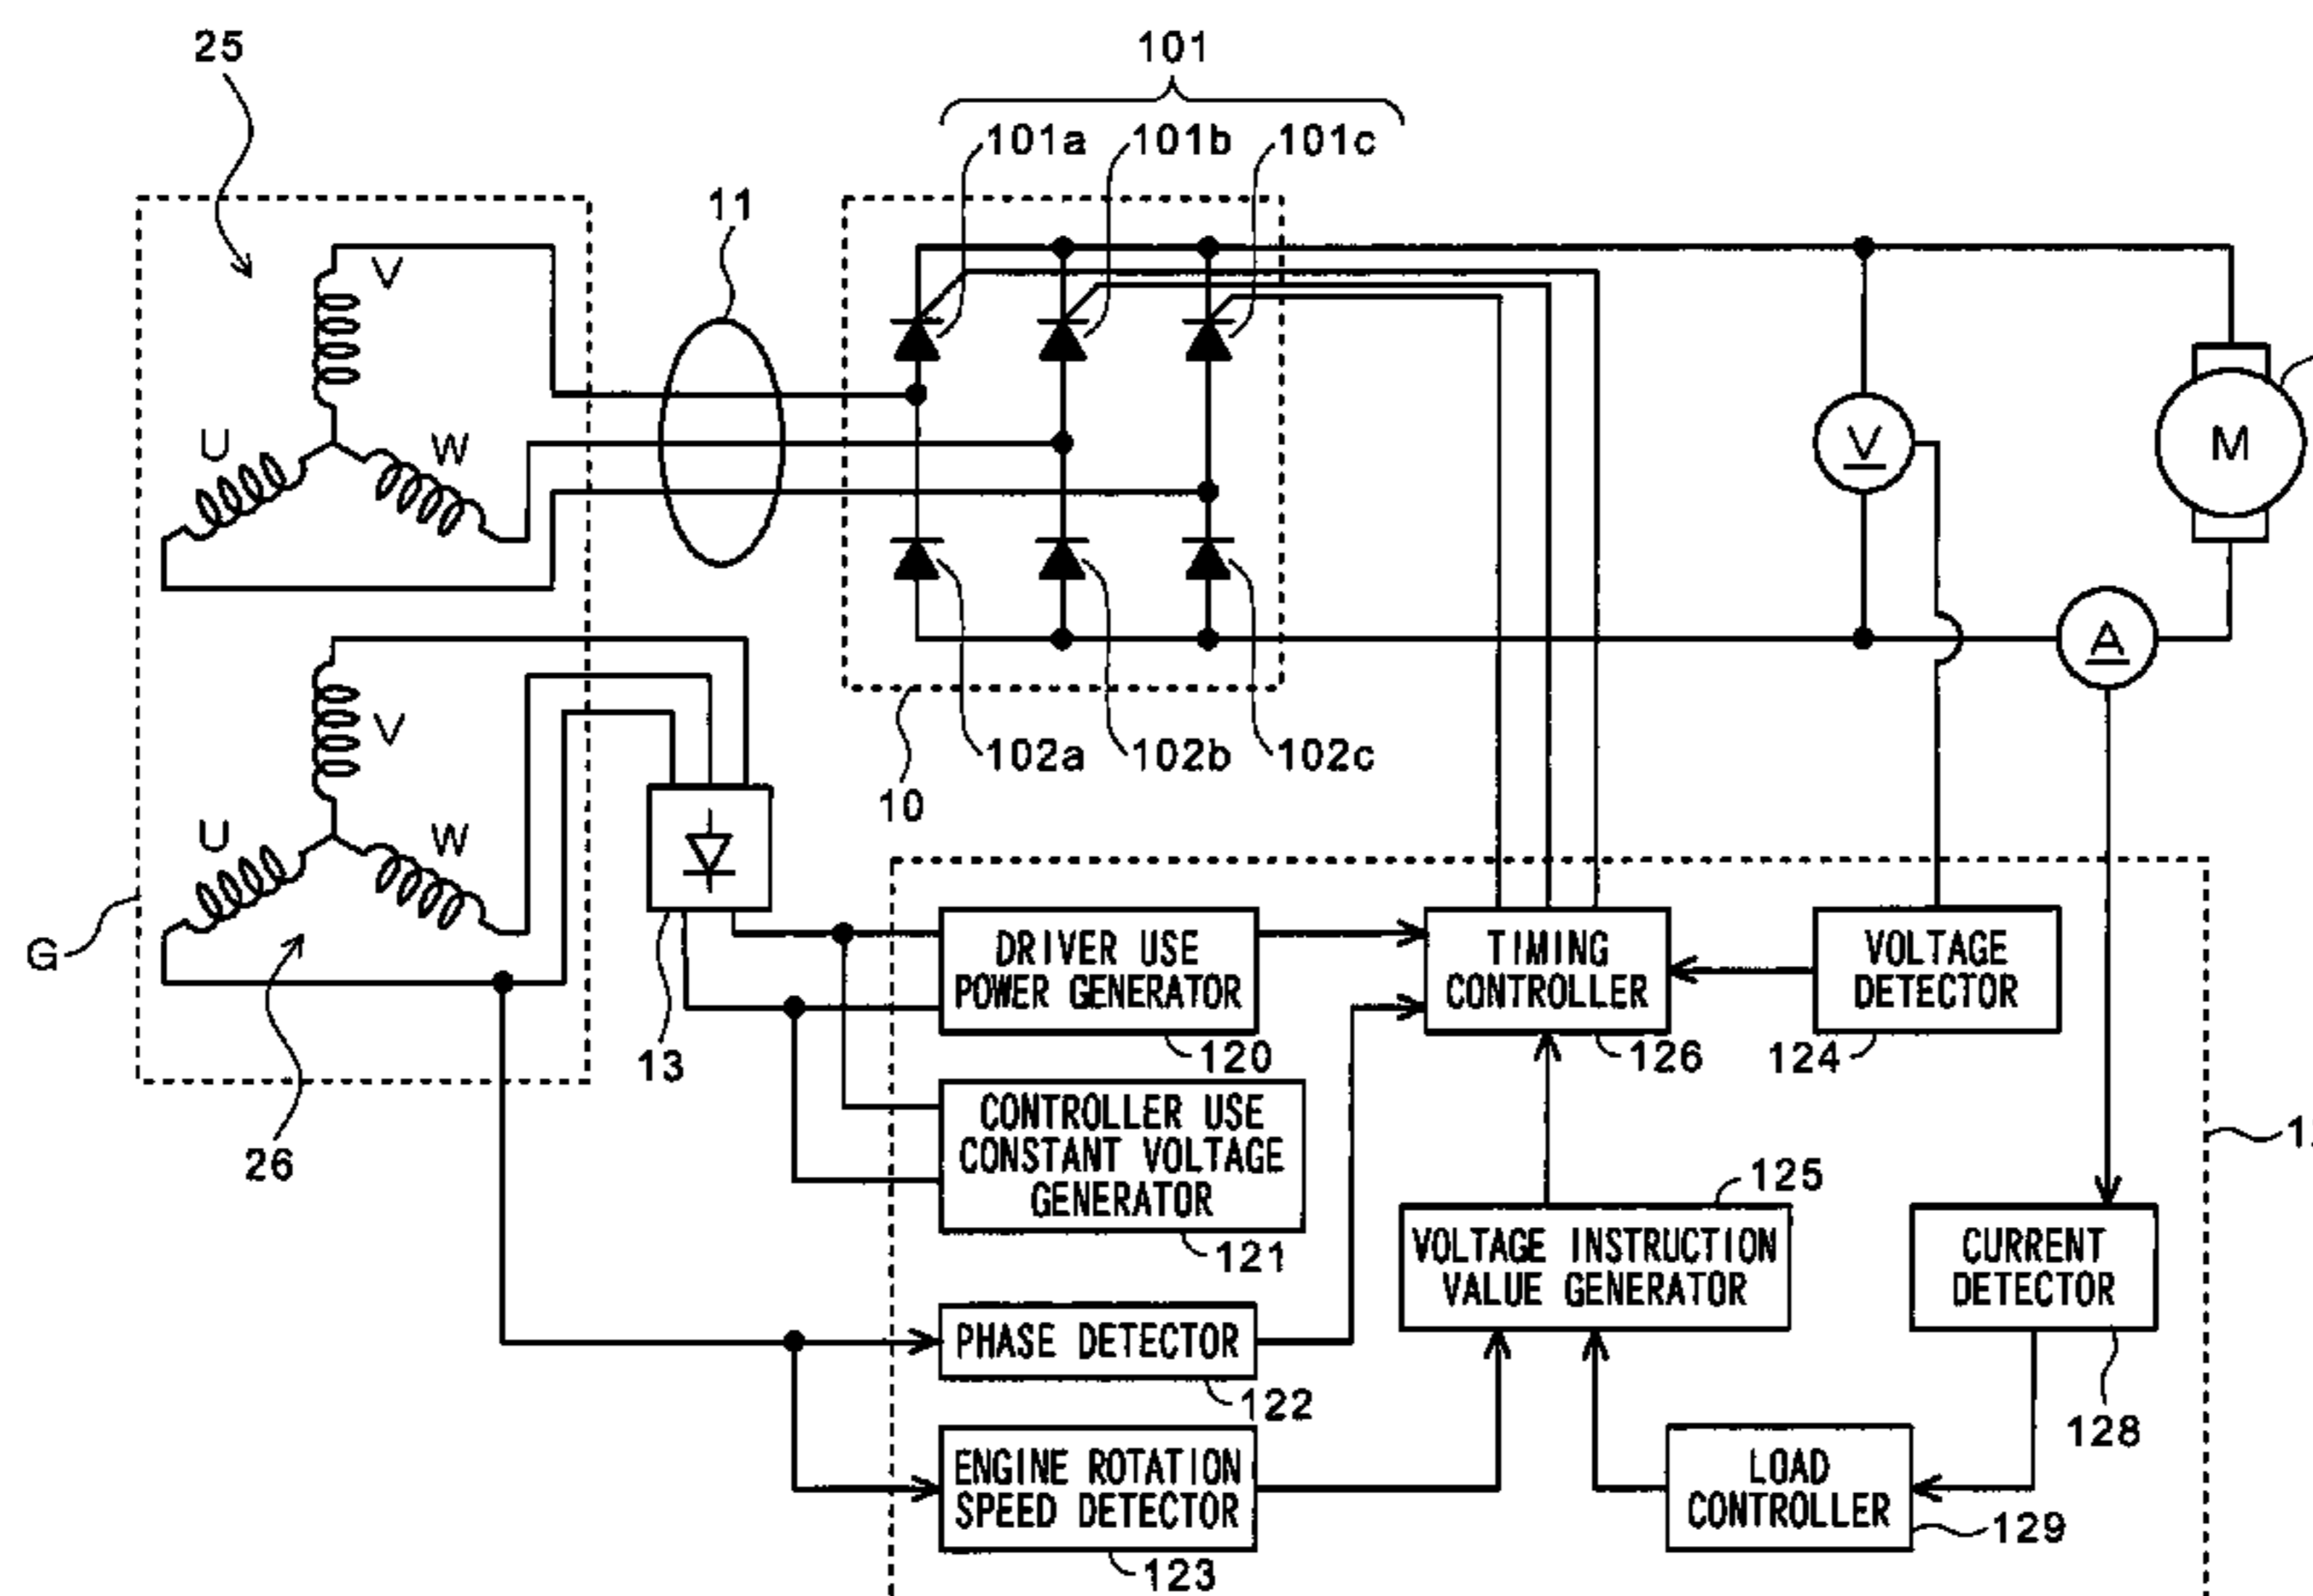 25
101
101a
101b
101c
11
V
U
W
V
M
A
102a
102b
102c
10
V
U
W
G
26
13
DRIVER USE
POWER GENERATOR
120
TIMING
CONTROLLER
126
VOLTAGE
DETECTOR
124
CONTROLLER USE
CONSTANT VOLTAGE
GENERATOR
121
VOLTAGE INSTRUCTION
VALUE GENERATOR
125
CURRENT
DETECTOR
128
PHASE DETECTOR
122
ENGINE ROTATION
SPEED DETECTOR
123
LOAD
CONTROLLER
129